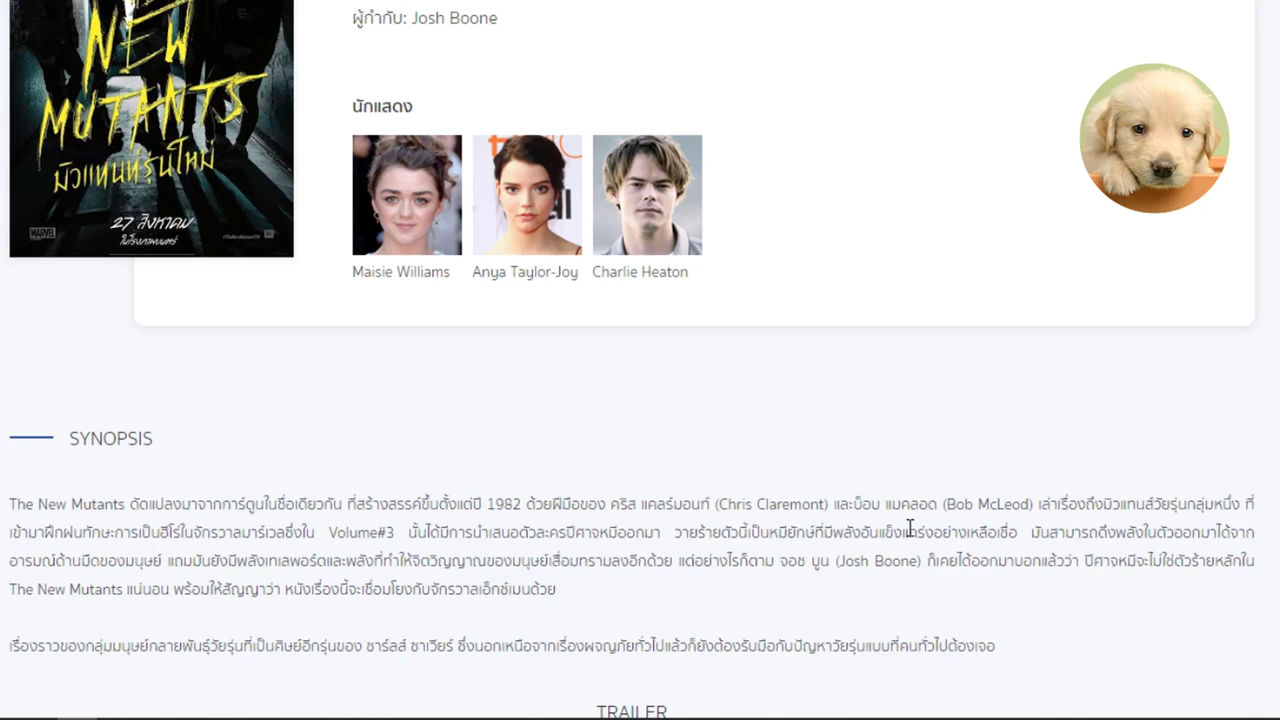 ผู้กำกับ: Josh Boone
NEW
MUTANTS
มิวแทนท์รุ่นใหม่
27 สิงหาคม
ในโรงภาพยนตร์
MARVEL
นักแสดง
Maisie Williams
Anya Taylor-Joy
Charlie Heaton
SYNOPSIS
The New Mutants ดัดแปลงมาจากการ์ตูนในชื่อเดียวกัน ที่สร้างสรรค์ขึ้นตั้งแต่ปี 1982 ด้วยฝีมือของ คริส แคลร์มอนท์ (Chris Claremont) และบ็อบ แมคลอด (Bob McLeod) เล่าเรื่องถึงมิวแทนส์วัยรุ่นกลุ่มหนึ่ง ที่
เข้ามาฝึกฝนทักษะการเป็นฮีโร่ในจักรวาลมาร์เวลซึ่งใน Volume#3 นั้นได้มีการนำเสนอตัวละครปีศาจหมีออกมา วายร้ายตัวนี้เป็นหมียักษ์ที่มีพลังอันแข็งแกร่งอย่างเหลือเชื่อ มันสามารถดึงพลังในตัวออกมาได้จาก
อารมณ์ด้านมืดของมนุษย์ แถมมันยังมีพลังเทเลพอร์ตและพลังที่ทำให้จิตวิญญาณของมนุษย์เสื่อมทรามลงอีกด้วย แต่อย่างไรก็ตาม จอช บูน (Josh Boone) ก็เคยได้ออกมาบอกแล้วว่า ปีศาจหมีจะไม่ใช่ตัวร้ายหลักใน
The New Mutants แน่นอน พร้อมให้สัญญาว่า หนังเรื่องนี้จะเชื่อมโยงกับจักรวาลเอ็กซ์เมนด้วย
เรื่องราวของกลุ่มมนุษย์กลายพันธุ์วัยรุ่นที่เป็นศิษย์อีกรุ่นของ ชาร์ลส์ ซาเวียร์ ซึ่งนอกเหนือจากเรื่องผจญภัยทั่วไปแล้วก็ยังต้องรับมือกับปัญหาวัยรุ่นแบบที่คนทั่วไปต้องเจอ
TRAILER